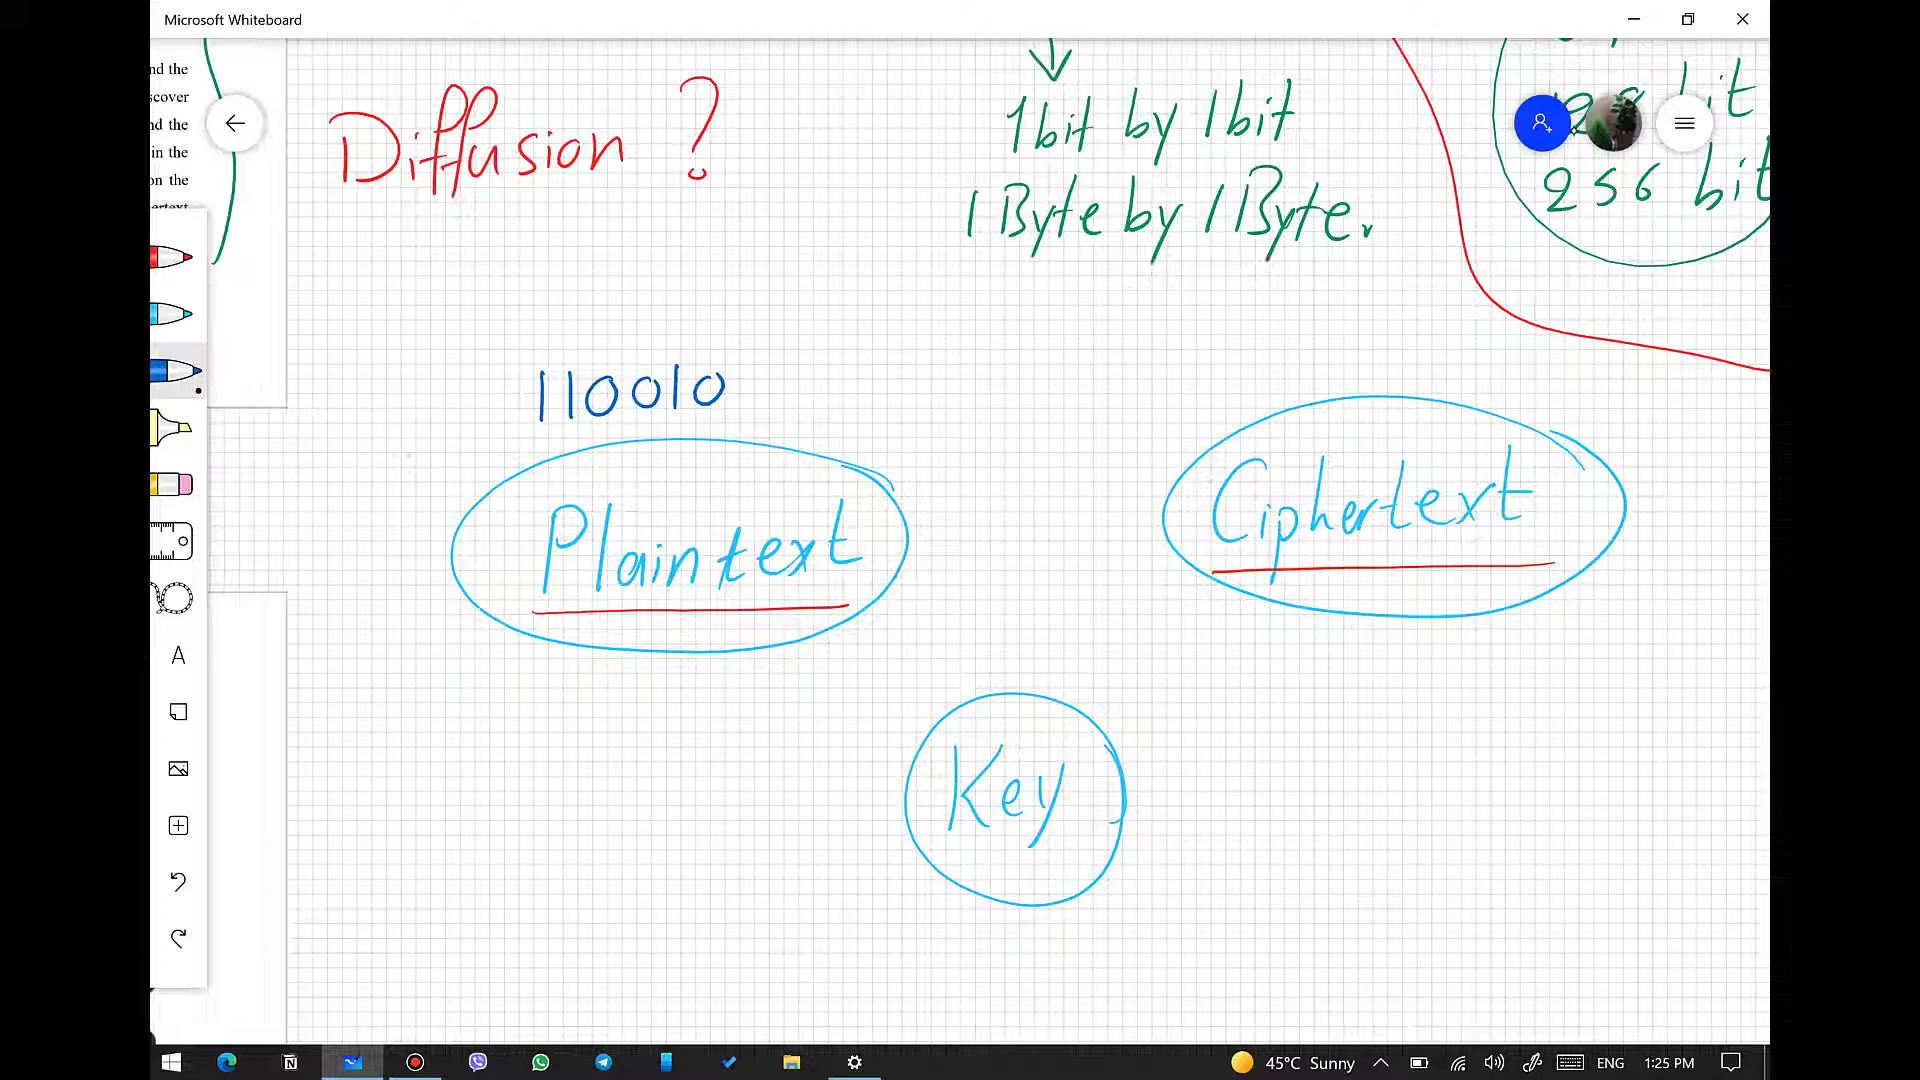 Microsoft Whiteboard
nd the
scover
nd the
in the
on the
Diffusion ?
1bit by 1bit
1 Byte by 1 Byte.
256 bit
110010
Plaintext
Ciphertext
Key
A
45°C Sunny
ENG
1:25 PM